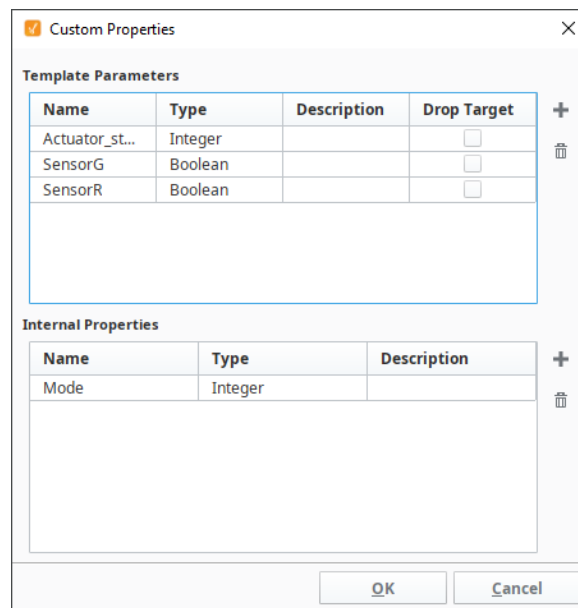 Custom Properties
Template Parameters
Name Type Description Drop Target
Actuator_st... Integer
SensorG Boolean
SensorR Boolean
Internal Properties
Name Type Description
Mode Integer
OK Cancel